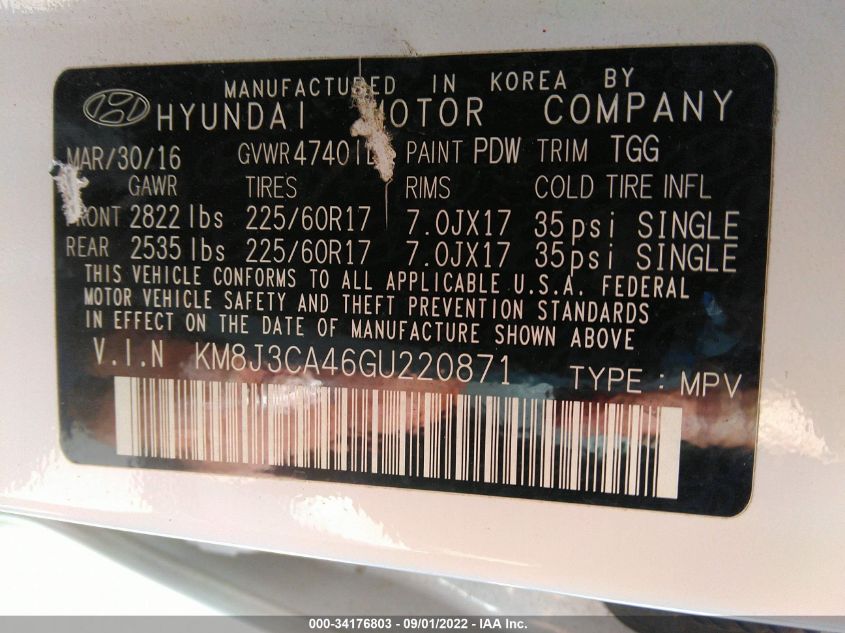 MANUFACTURED IN KOREA BY
HYUNDAI MOTOR COMPANY
MAR/30/16 GVWR 4740 PAINT PDW TRIM TGG
GAWR TIRES RIMS COLD TIRE INFL
FRONT 2822 lbs 225/60R17 7.0JX17 35psi SINGLE
REAR 2535 lbs 225/60R17 7.0JX17 35psi SINGLE
THIS VEHICLE CONFORMS TO ALL APPLICABLE U.S.A. FEDERAL
MOTOR VEHICLE SAFETY AND THEFT PREVENTION STANDARDS
IN EFFECT ON THE DATE OF MANUFACTURE SHOWN ABOVE
V.I.N KM8J3CA46GU220871 TYPE : MPV
000-34176803 - 09/01/2022 - IAA Inc.